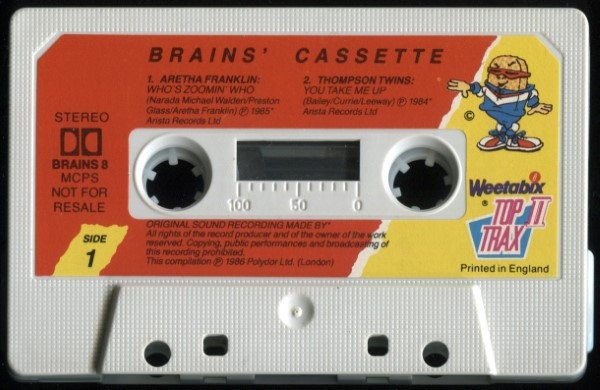 BRAINS' CASSETTE
1. ARETHA FRANKLIN:
WHO'S ZOOMIN' WHO
(Narada Michael Walden/Preston
Glass/Aretha Franklin) ℗ 1985*
Arista Records Ltd
2. THOMPSON TWINS:
YOU TAKE ME UP
(Bailey/Currie/Leeway) ℗ 1984*
Arista Records Ltd
©
STEREO
BRAINS 8
MCPS
NOT FOR
RESALE
100 50 0
Weetabix
®
TOP II
TRAX
SIDE
1
ORIGINAL SOUND RECORDING MADE BY*
All rights of the record producer and of the owner of the work
reserved. Copying, public performances and broadcasting of
this recording prohibited.
This compilation ℗ 1986 Polydor Ltd. (London)
Printed in England